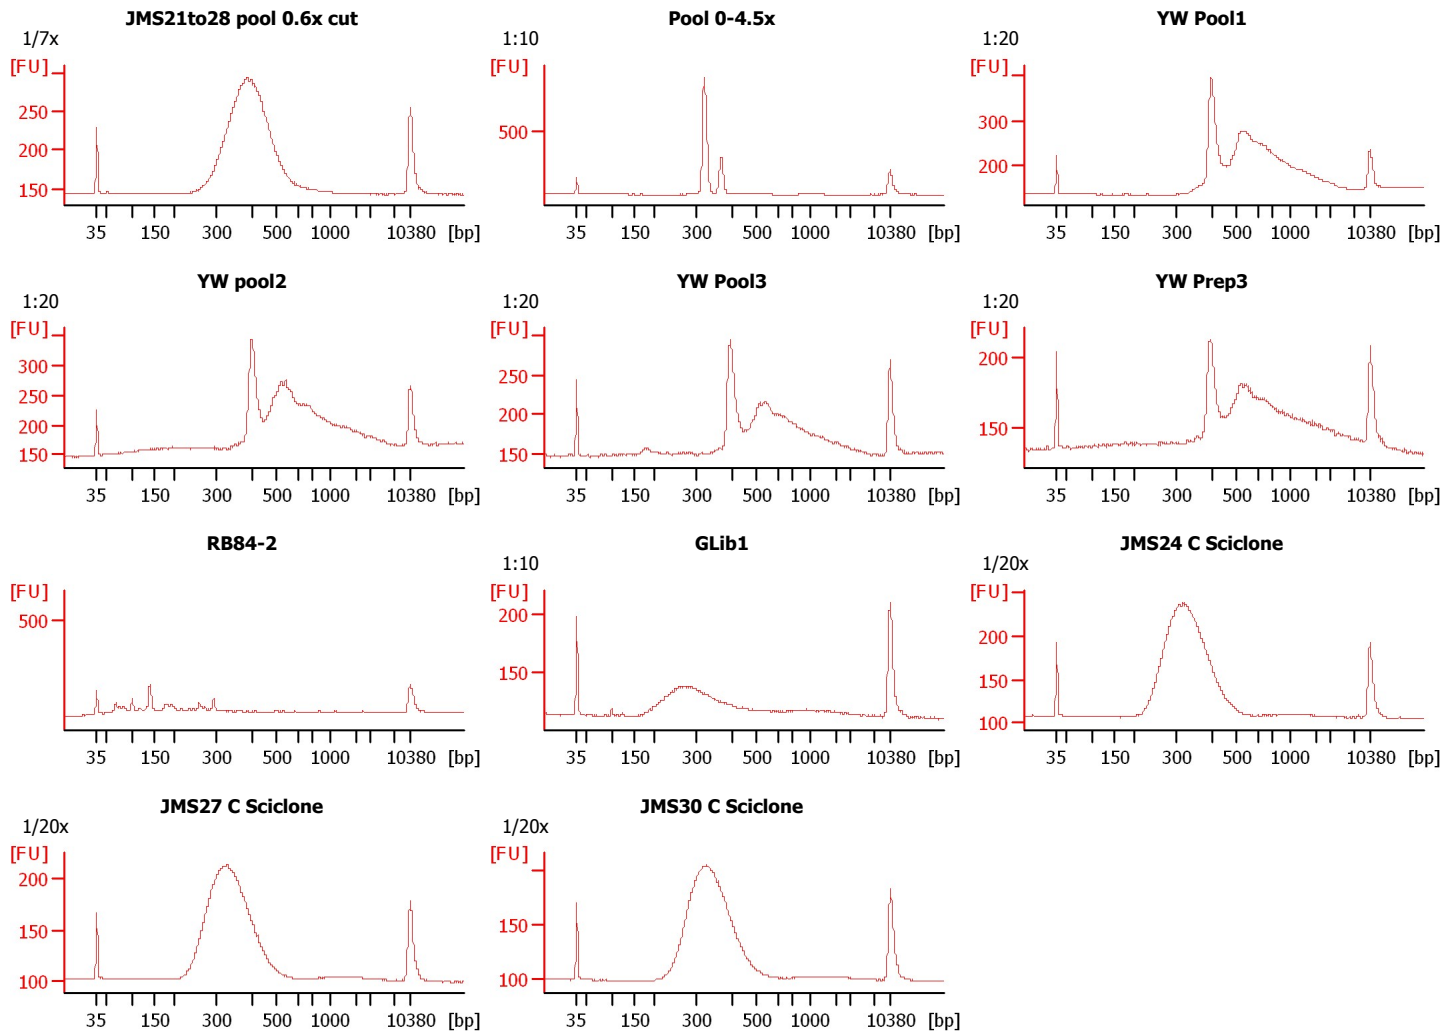 JMS21to28 pool 0.6x cut
1/7x
[FU]
250
200
150
35 150 300 500 1000 10380 [bp]
Pool 0-4.5x
1:10
[FU]
500
35 150 300 500 1000 10380 [bp]
YW Pool1
1:20
[FU]
300
200
35 150 300 500 1000 10380 [bp]
YW pool2
1:20
[FU]
300
250
200
150
35 150 300 500 1000 10380 [bp]
YW Pool3
1:20
[FU]
250
200
150
35 150 300 500 1000 10380 [bp]
YW Prep3
1:20
[FU]
200
150
35 150 300 500 1000 10380 [bp]
RB84-2
[FU]
500
35 150 300 500 1000 10380 [bp]
GLib1
1:10
[FU]
200
150
35 150 300 500 1000 10380 [bp]
JMS24 C Sciclone
1/20x
[FU]
200
150
100
35 150 300 500 1000 10380 [bp]
JMS27 C Sciclone
1/20x
[FU]
200
150
100
35 150 300 500 1000 10380 [bp]
JMS30 C Sciclone
1/20x
[FU]
150
100
35 150 300 500 1000 10380 [bp]